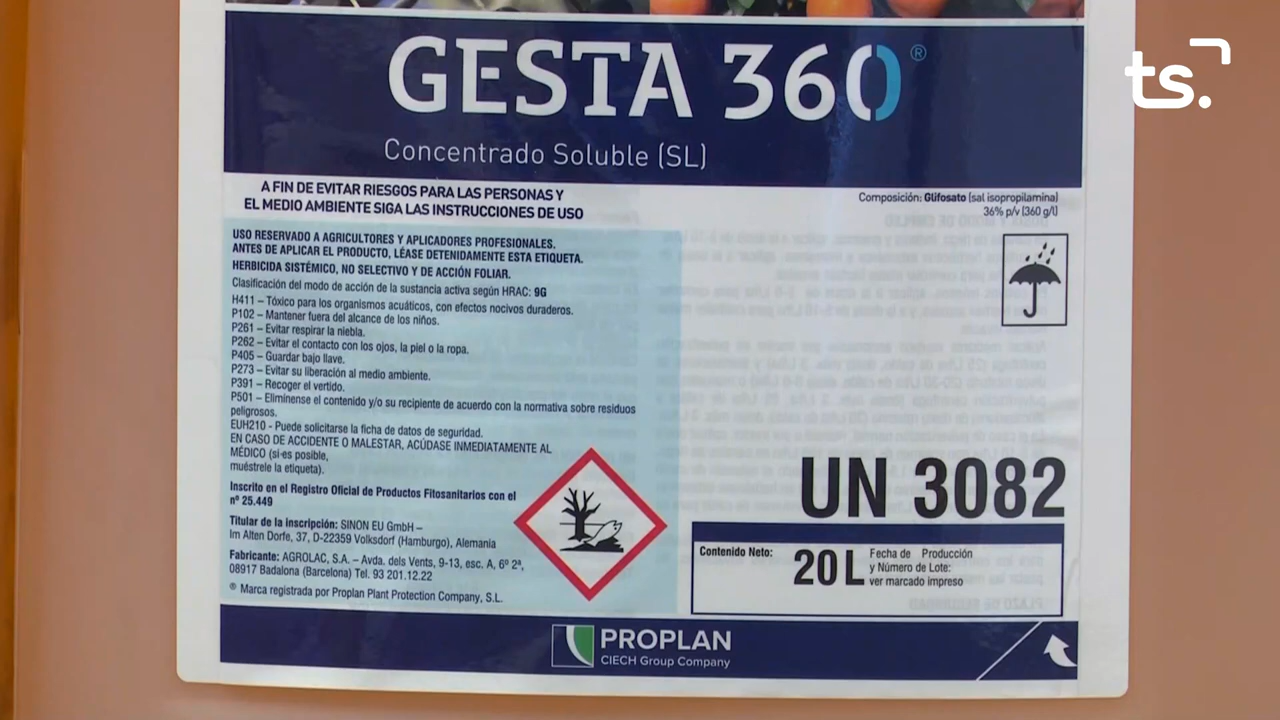 ts.
GESTA 360®
Concentrado Soluble (SL)
A FIN DE EVITAR RIESGOS PARA LAS PERSONAS Y
EL MEDIO AMBIENTE SIGA LAS INSTRUCCIONES DE USO
Composición: Glifosato (sal isopropilamina)
36% p/v (360 g/l)
USO RESERVADO A AGRICULTORES Y APLICADORES PROFESIONALES.
ANTES DE APLICAR EL PRODUCTO, LÉASE DETENIDAMENTE ESTA ETIQUETA.
HERBICIDA SISTÉMICO, NO SELECTIVO Y DE ACCIÓN FOLIAR.
Clasificación del modo de acción de la sustancia activa según HRAC: 9G
H411 – Tóxico para los organismos acuáticos, con efectos nocivos duraderos.
P102 – Mantener fuera del alcance de los niños.
P261 – Evitar respirar la niebla.
P262 – Evitar el contacto con los ojos, la piel o la ropa.
P405 – Guardar bajo llave.
P273 – Evitar su liberación al medio ambiente.
P391 – Recoger el vertido.
P501 – Elimínense el contenido y/o su recipiente de acuerdo con la normativa sobre residuos
peligrosos.
EUH210 - Puede solicitarse la ficha de datos de seguridad.
EN CASO DE ACCIDENTE O MALESTAR, ACÚDASE INMEDIATAMENTE AL
MÉDICO (si es posible,
muéstrele la etiqueta).
Inscrito en el Registro Oficial de Productos Fitosanitarios con el
nº 25.449
Titular de la inscripción: SINON EU GmbH –
Im Alten Dorfe, 37, D-22359 Volksdorf (Hamburgo), Alemania
Fabricante: AGROLAC, S.A. – Avda. dels Vents, 9-13, esc. A, 6º 2ª,
08917 Badalona (Barcelona) Tel. 93 201.12.22
® Marca registrada por Proplan Plant Protection Company, S.L.
UN 3082
Contenido Neto: 20 L
Fecha de Producción
y Número de Lote:
ver marcado impreso
PROPLAN
CIECH Group Company